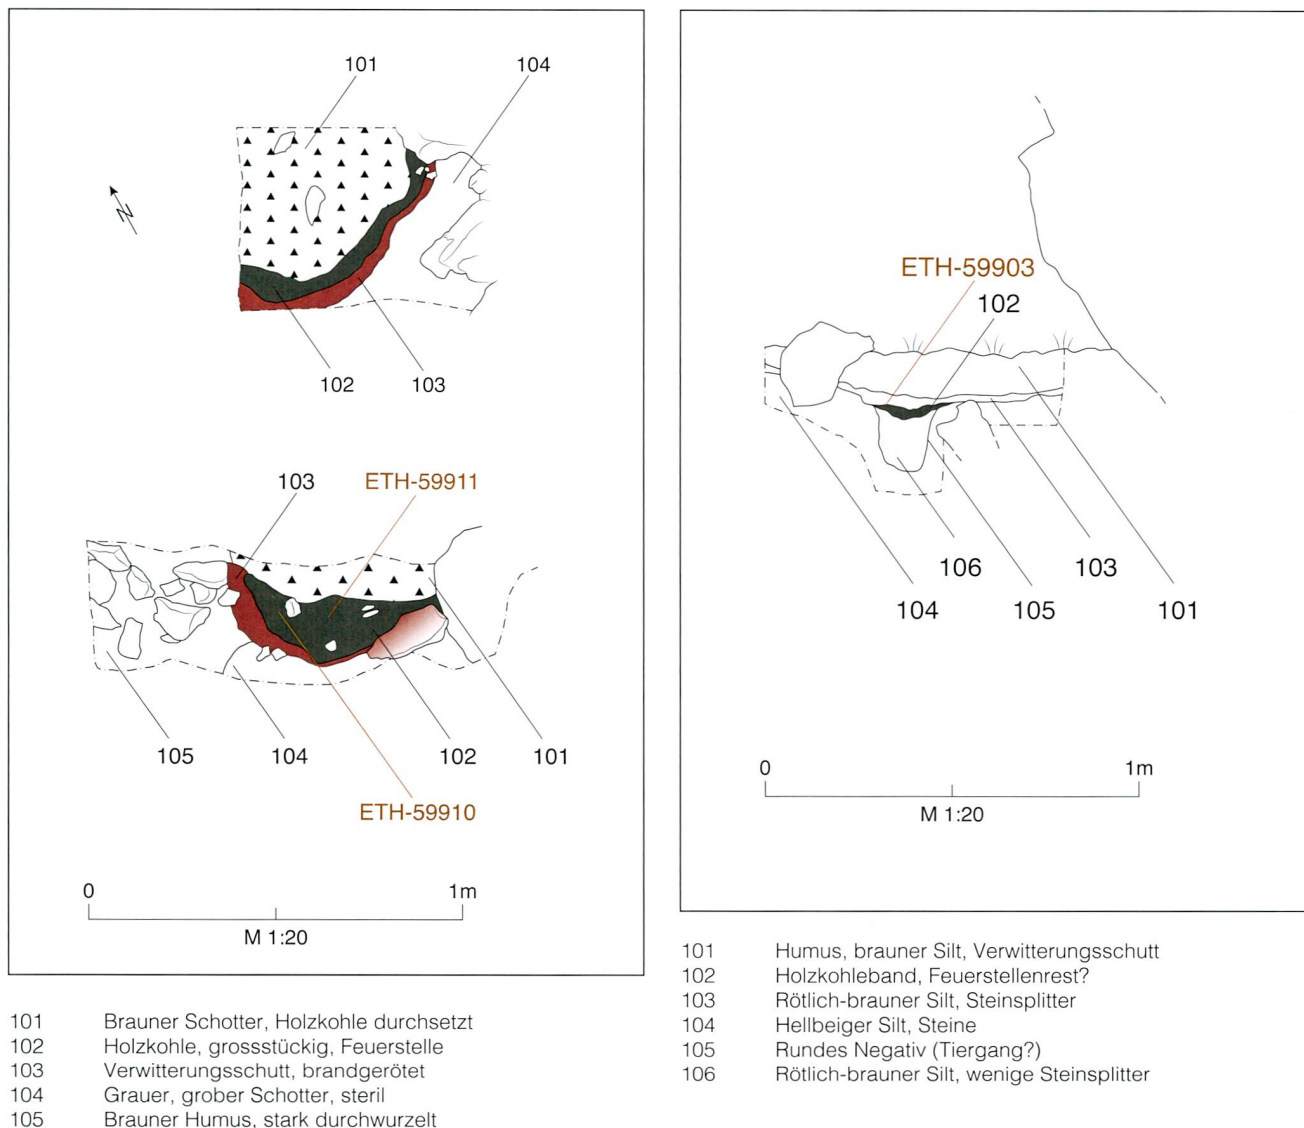 101
104
N
102
103
103
ETH-59911
105
104
102
101
ETH-59910
0
1m
M 1:20
101 Brauner Schotter, Holzkohle durchsetzt
102 Holzkohle, grossstückig, Feuerstelle
103 Verwitterungsschutt, brandgerötet
104 Grauer, grober Schotter, steril
105 Brauner Humus, stark durchwurzelt
ETH-59903
102
106
103
104
105
101
0
1m
M 1:20
101 Humus, brauner Silt, Verwitterungsschutt
102 Holzkohleband, Feuerstellenrest?
103 Rötlich-brauner Silt, Steinsplitter
104 Hellbeiger Silt, Steine
105 Rundes Negativ (Tiergang?)
106 Rötlich-brauner Silt, wenige Steinsplitter